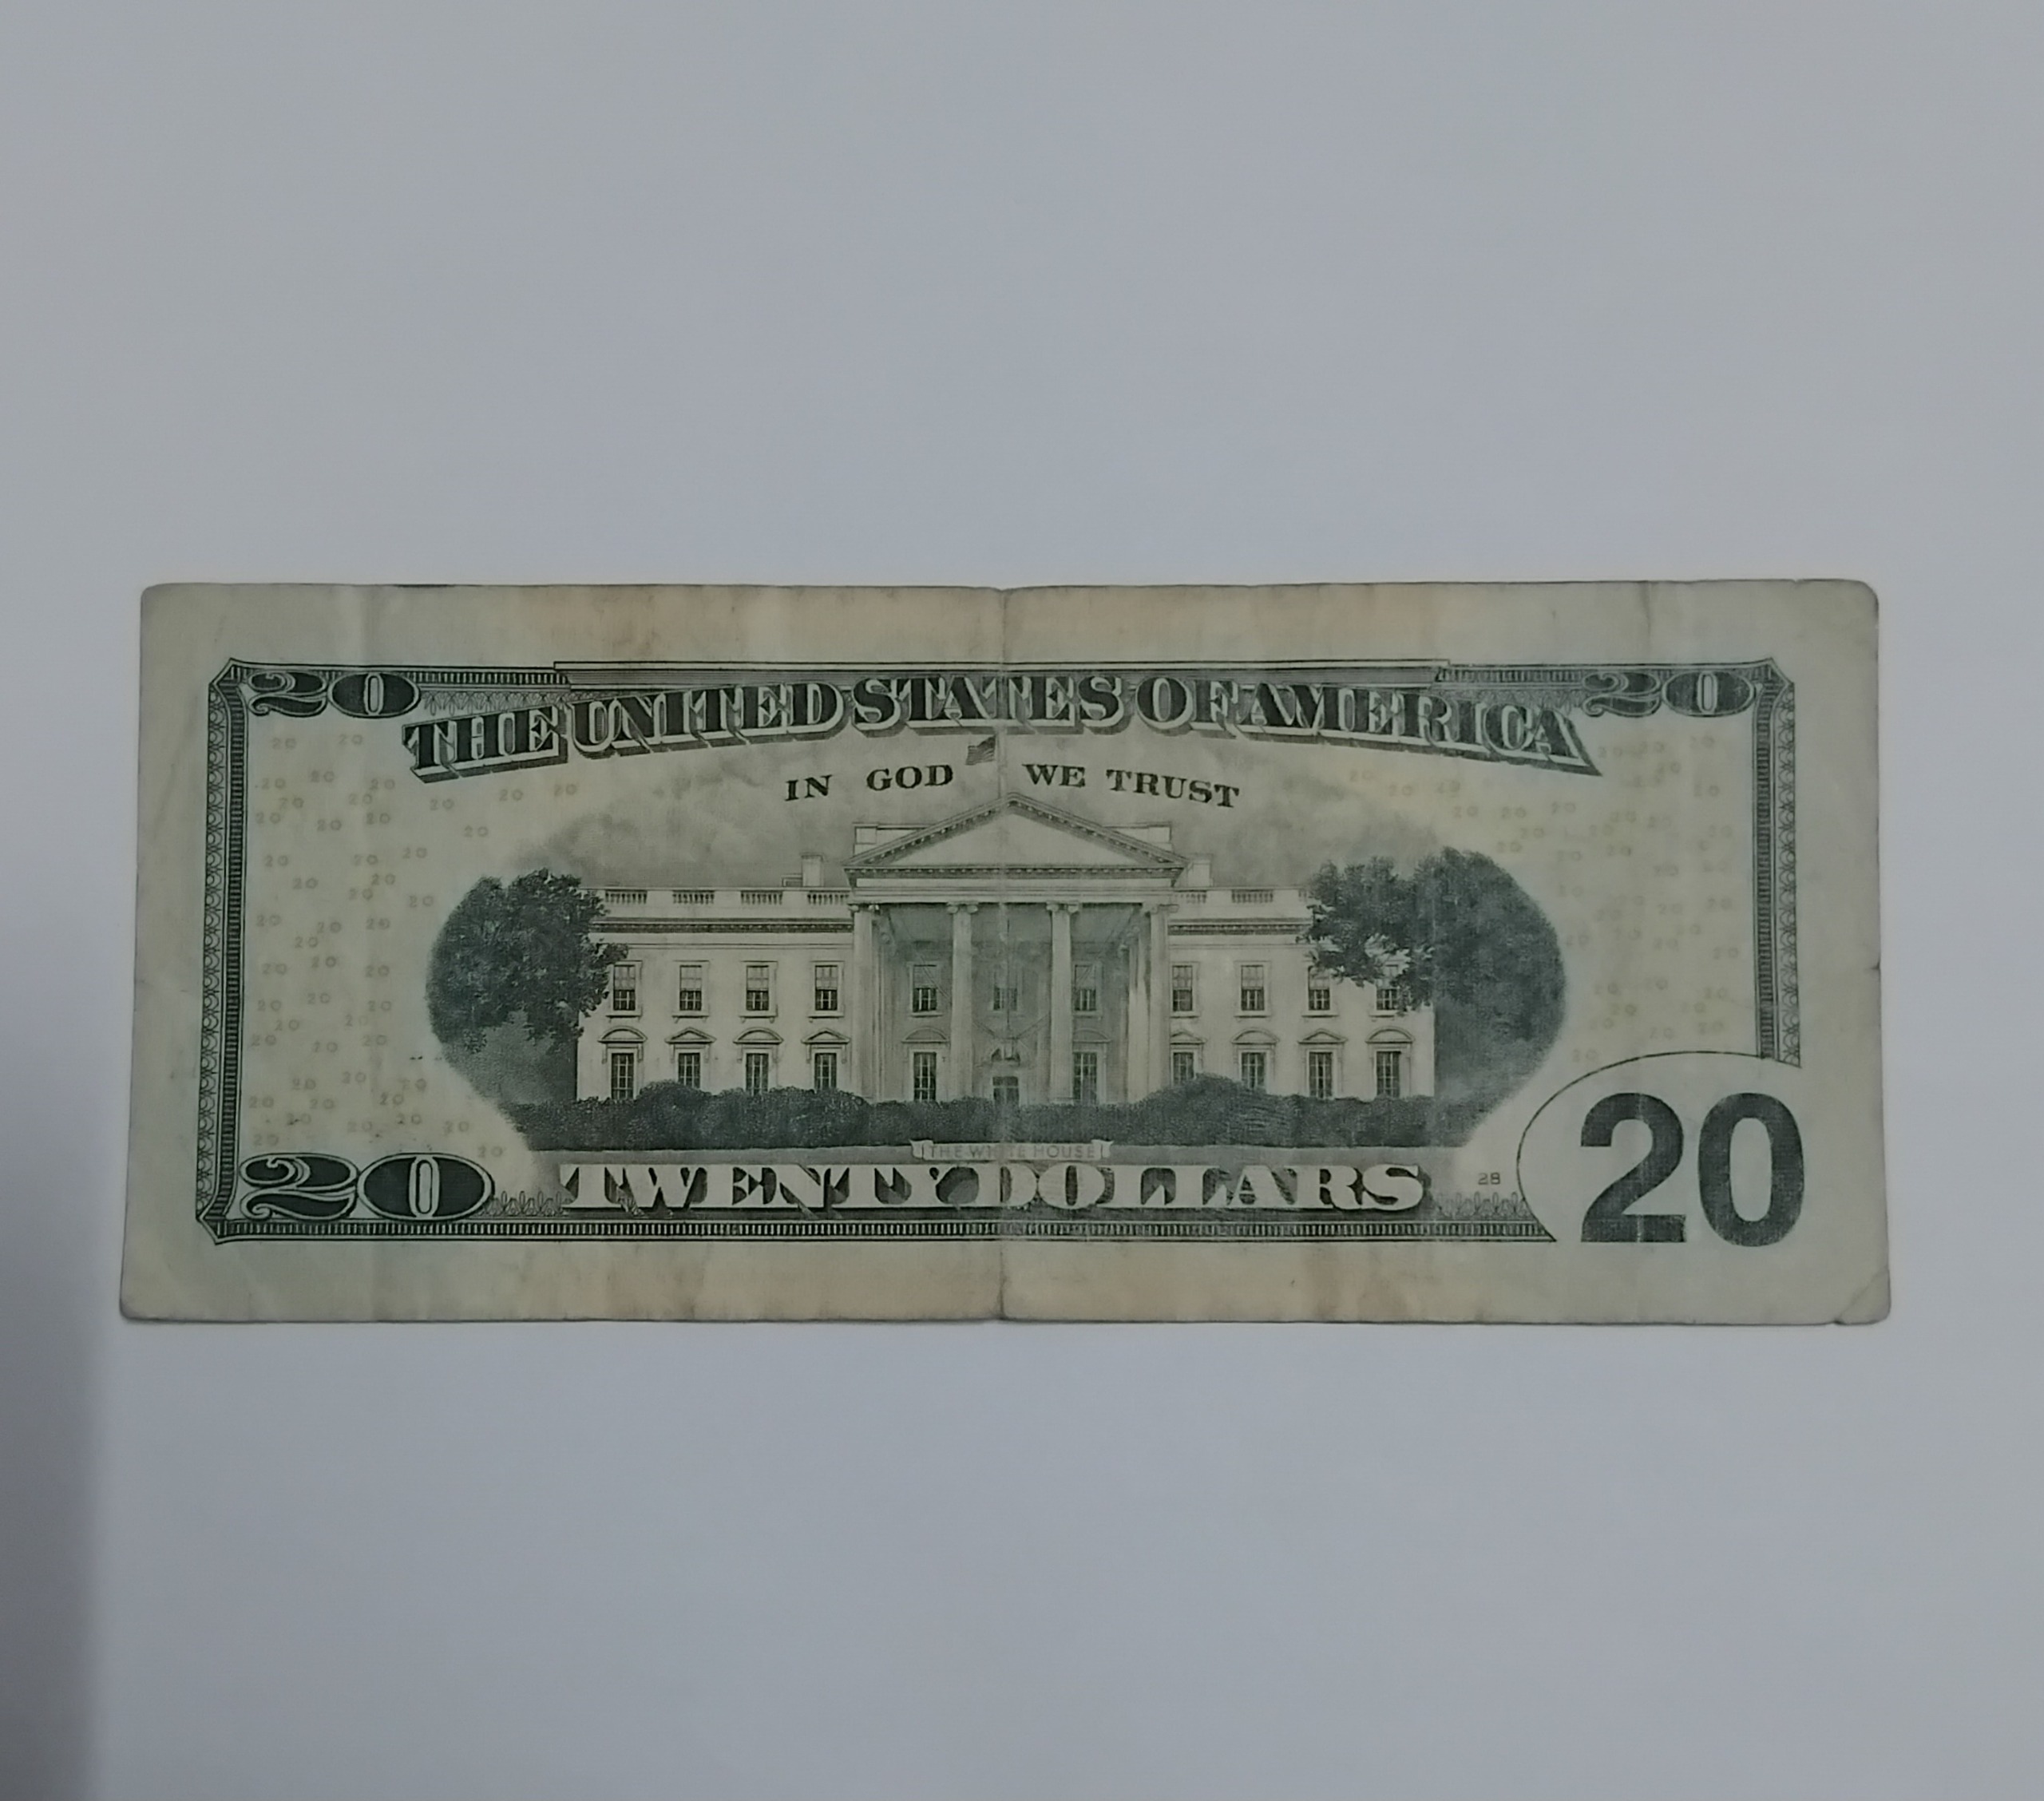 20 20
THE UNITED STATES OF AMERICA
IN GOD WE TRUST
THE WHITE HOUSE
20 TWENTY DOLLARS 28 20